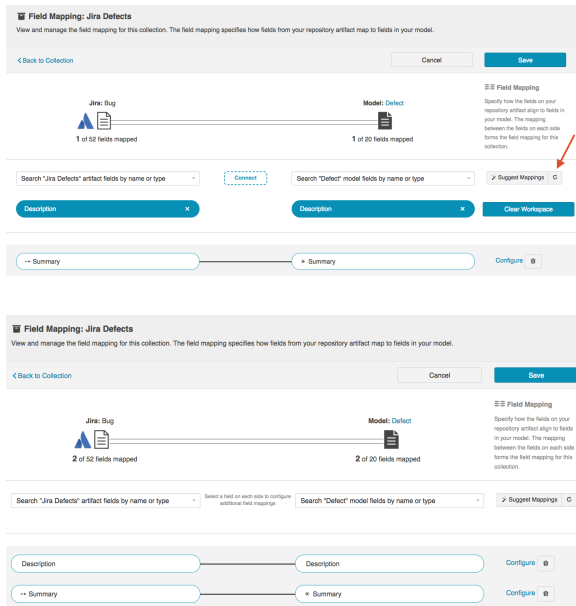 Field Mapping: Jira Defects
View and manage the field mapping for this collection. The field mapping specifies how fields from your repository artifact map to fields in your model.
Back to Collection
Cancel
Save
Jira: Bug
Model: Defect
1 of 52 fields mapped
1 of 20 fields mapped
Field Mapping
Specify how the fields on your
repository artifact align to fields in
your model. The mapping
between the fields on each side
forms the field mapping for this
collection.
Search "Jira Defects" artifact fields by name or type
Connect
Search "Defect" model fields by name or type
Suggest Mappings
Description ×
Description ×
Clear Workspace
Summary
* Summary
Configure
Field Mapping: Jira Defects
View and manage the field mapping for this collection. The field mapping specifies how fields from your repository artifact map to fields in your model.
Back to Collection
Cancel
Save
Jira: Bug
Model: Defect
2 of 52 fields mapped
2 of 20 fields mapped
Field Mapping
Specify how the fields on your
repository artifact align to fields
in your model. The mapping
between the fields on each side
forms the field mapping for this
collection.
Search "Jira Defects" artifact fields by name or type
Select a field on each side to configure
additional field mappings
Search "Defect" model fields by name or type
Suggest Mappings
Description
Description
Configure
Summary
* Summary
Configure